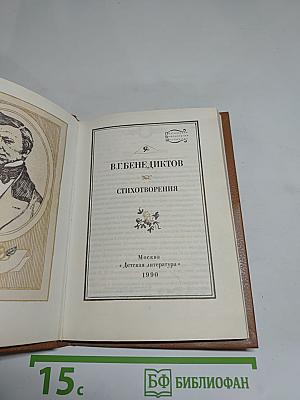 В.Г.БЕНЕДИКТОВ
СТИХОТВОРЕНИЯ
Москва
«Детская литература»
1990
15с
БФ БИБЛИОФАН